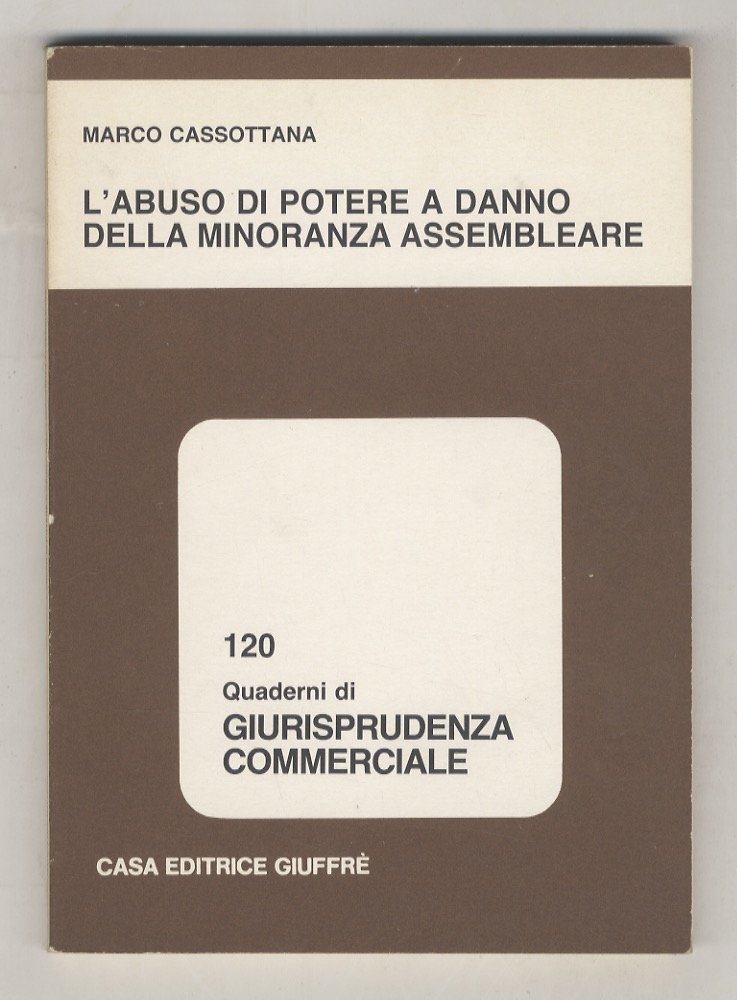 MARCO CASSOTTANA
L'ABUSO DI POTERE A DANNO
DELLA MINORANZA ASSEMBLEARE
120
Quaderni di
GIURISPRUDENZA
COMMERCIALE
CASA EDITRICE GIUFFRÈ